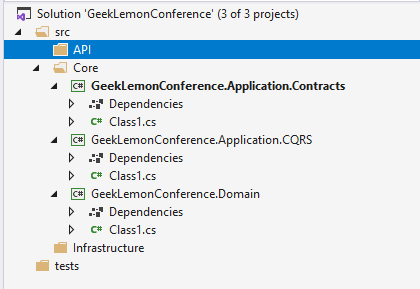 Solution 'GeekLemonConference' (3 of 3 projects)
src
API
Core
C# GeekLemonConference.Application.Contracts
Dependencies
C# Class1.cs
C# GeekLemonConference.Application.CQRS
Dependencies
C# Class1.cs
C# GeekLemonConference.Domain
Dependencies
C# Class1.cs
Infrastructure
tests